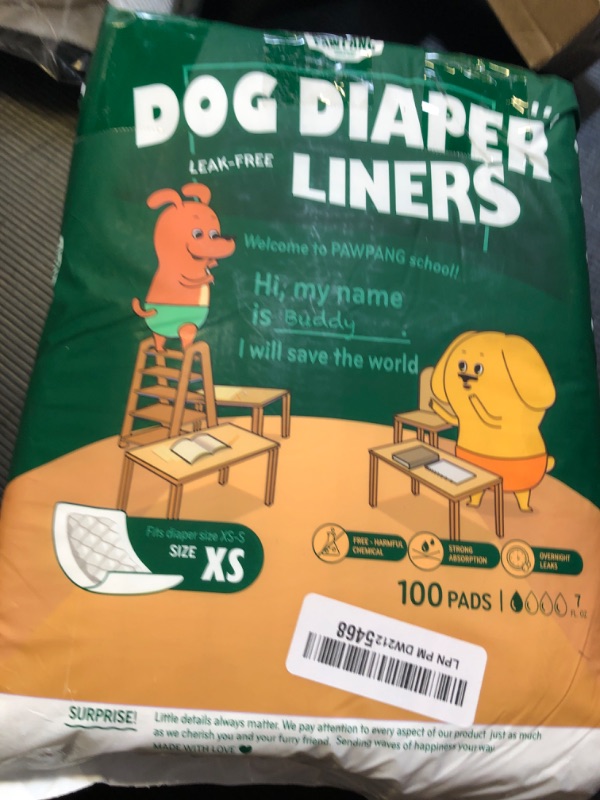 PAWPANG
DOG DIAPER
LEAK-FREE
LINERS
Welcome to PAWPANG school!
Hi, my name
is Buddy.
I will save the world
Fits diaper size XS-S
SIZE XS
FREE - HARMFUL
CHEMICAL
STRONG
ABSORPTION
OVERNIGHT
LEAKS
100 PADS | 7
FL OZ
LPN PM DW2125468
SURPRISE!
Little details always matter. We pay attention to every aspect of our product just as much
as we cherish you and your furry friend. Sending waves of happiness your way
MADE WITH LOVE